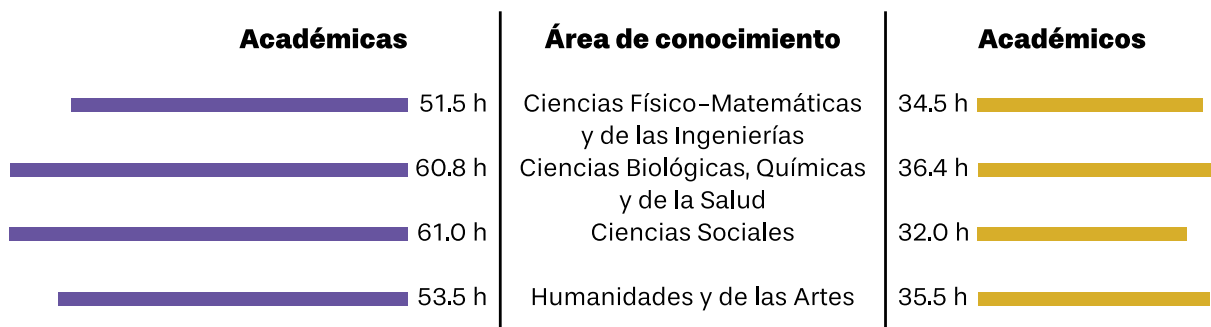 Académicas Área de conocimiento Académicos
51.5 h Ciencias Físico-Matemáticas 34.5 h
y de las Ingenierías
60.8 h Ciencias Biológicas, Químicas 36.4 h
y de la Salud
61.0 h Ciencias Sociales 32.0 h
53.5 h Humanidades y de las Artes 35.5 h